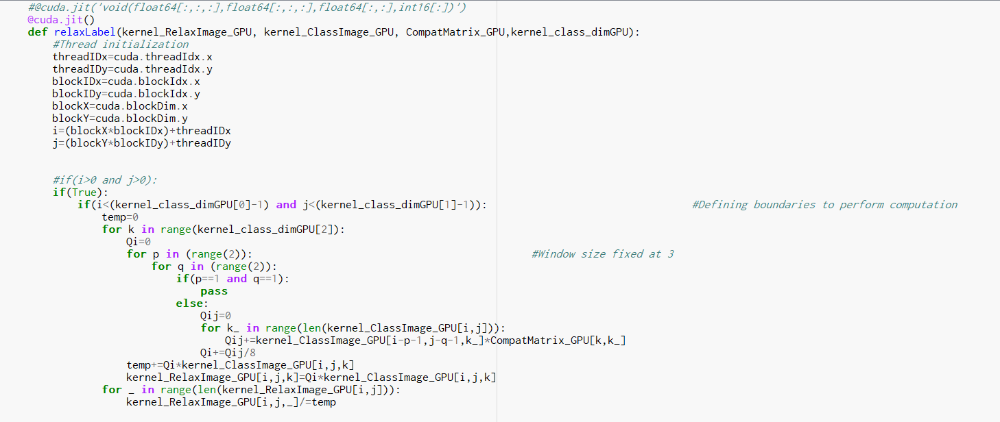 #@cuda.jit('void(float64[:,:,:],float64[:,:,:],float64[:,:],int16[:])')
@cuda.jit()
def relaxLabel(kernel_RelaxImage_GPU, kernel_ClassImage_GPU, CompatMatrix_GPU,kernel_class_dimGPU):
    #Thread initialization
    threadIDx=cuda.threadIdx.x
    threadIDy=cuda.threadIdx.y
    blockIDx=cuda.blockIdx.x
    blockIDy=cuda.blockIdx.y
    blockX=cuda.blockDim.x
    blockY=cuda.blockDim.y
    i=(blockX*blockIDx)+threadIDx
    j=(blockY*blockIDy)+threadIDy
    #if(i>0 and j>0):
    if(True):
        if(i<(kernel_class_dimGPU[0]-1) and j<(kernel_class_dimGPU[1]-1)): #Defining boundaries to perform computation
            temp=0
            for k in range(kernel_class_dimGPU[2]):
                Qi=0
                for p in (range(2)): #Window size fixed at 3
                    for q in (range(2)):
                        if(p==1 and q==1):
                            pass
                        else:
                            Qij=0
                            for k_ in range(len(kernel_ClassImage_GPU[i,j])):
                                Qij+=kernel_ClassImage_GPU[i-p-1,j-q-1,k_]*CompatMatrix_GPU[k,k_]
                            Qi+=Qij/8
                temp+=Qi*kernel_ClassImage_GPU[i,j,k]
                kernel_RelaxImage_GPU[i,j,k]=Qi*kernel_ClassImage_GPU[i,j,k]
            for _ in range(len(kernel_RelaxImage_GPU[i,j])):
                kernel_RelaxImage_GPU[i,j,_]/=temp